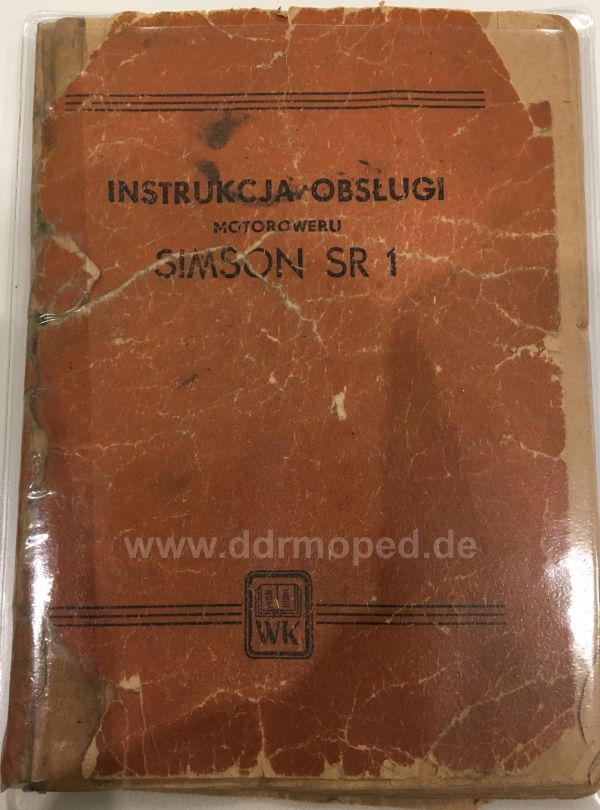 INSTRUKCJA OBSŁUGI
MOTOROWERU
SIMSON SR 1
www.ddrmoped.de
WK